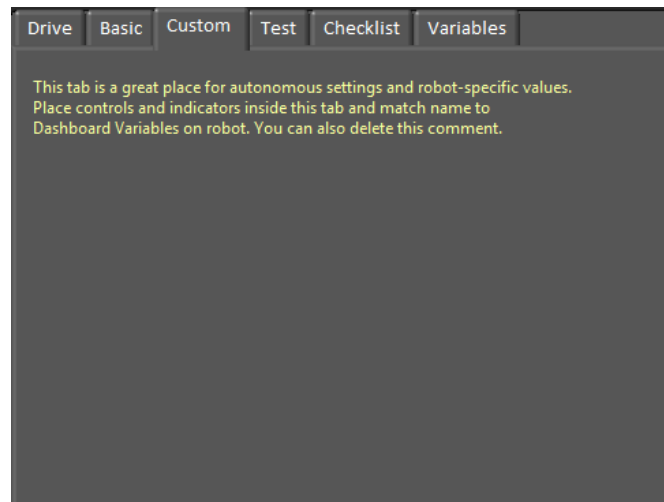 Drive Basic Custom Test Checklist Variables
This tab is a great place for autonomous settings and robot-specific values.
Place controls and indicators inside this tab and match name to
Dashboard Variables on robot. You can also delete this comment.